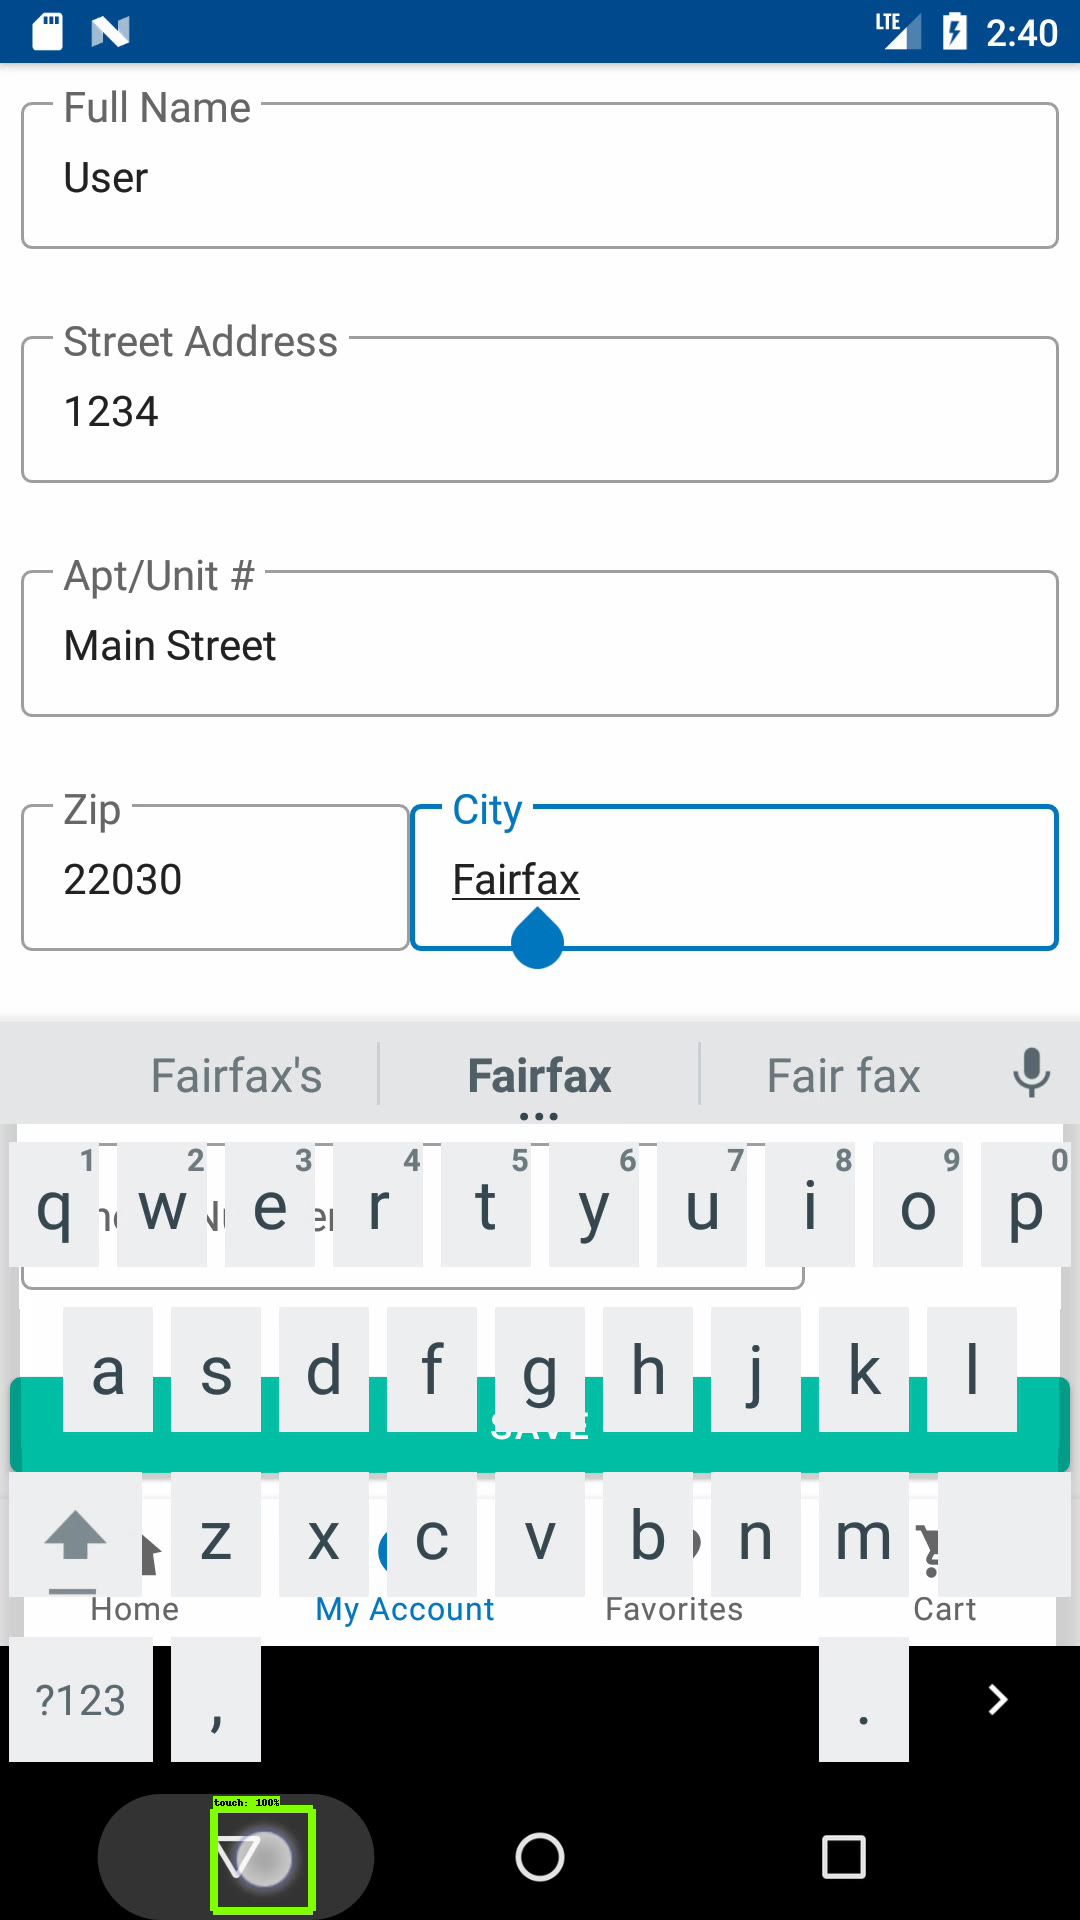 LTE 2:40
Full Name
User
Street Address
1234
Apt/Unit #
Main Street
Zip City
22030 Fairfax
Fairfax's Fairfax Fair fax
1 2 3 4 5 6 7 8 9 0
q w e r t y u i o p
a s d f g h j k l
SAVE
z x c v b n m
Home My Account Favorites Cart
?123 , .
touch: 100%